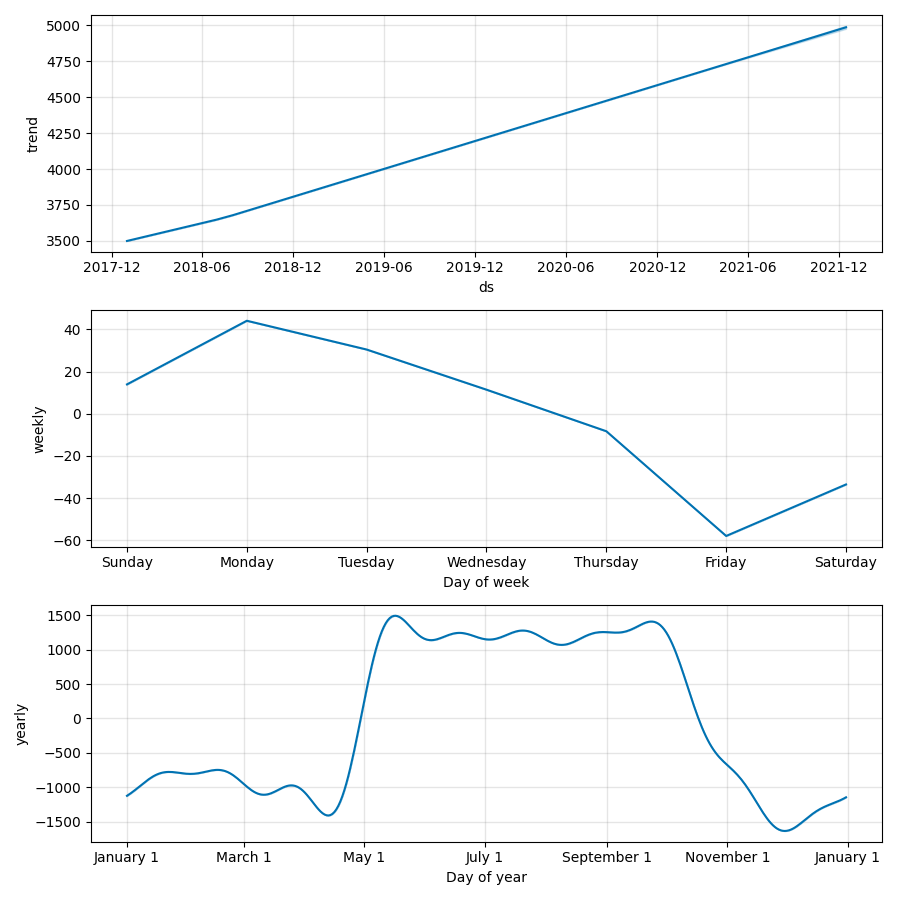 5000
4750
4500
4250
4000
3750
3500
trend
2017-12 2018-06 2018-12 2019-06 2019-12 2020-06 2020-12 2021-06 2021-12
ds
40
20
0
−20
−40
−60
weekly
Sunday Monday Tuesday Wednesday Thursday Friday Saturday
Day of week
1500
1000
500
0
−500
−1000
−1500
yearly
January 1 March 1 May 1 July 1 September 1 November 1 January 1
Day of year